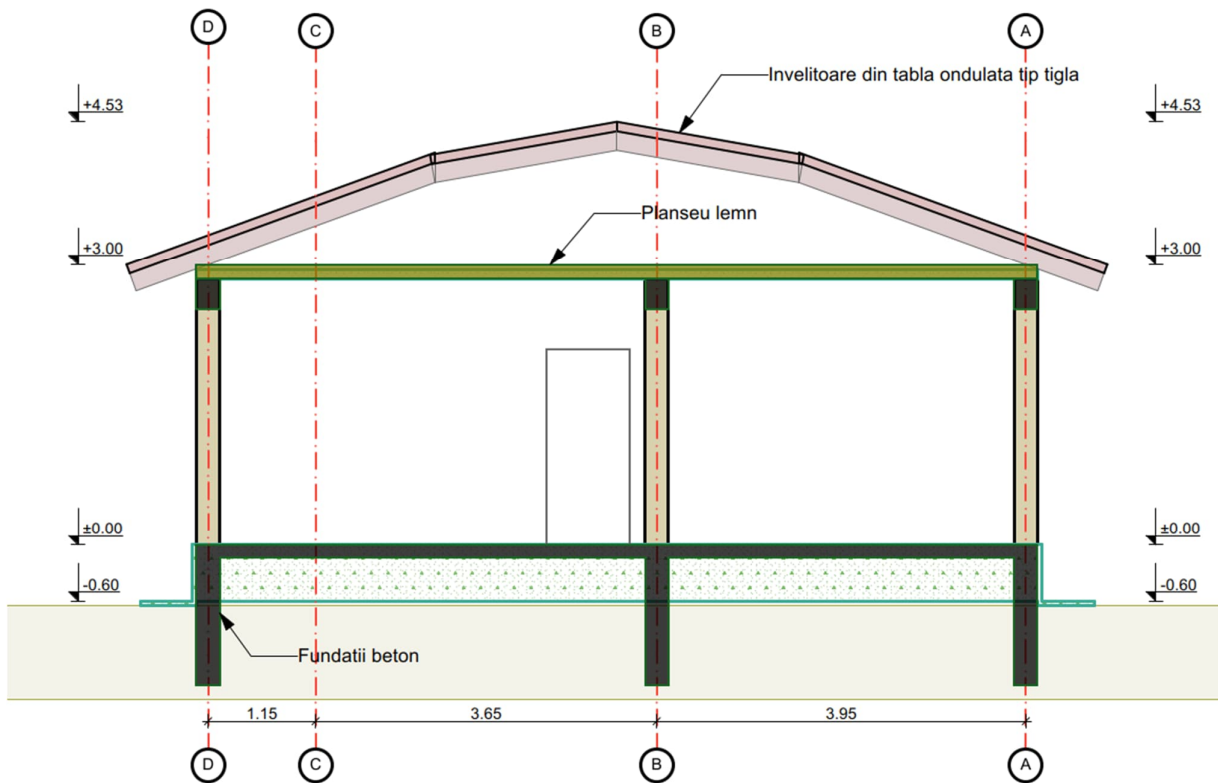 D
C
B
A
Invelitoare din tabla ondulata tip tigla
+4.53
+4.53
Planseu lemn
+3.00
+3.00
±0.00
±0.00
-0.60
-0.60
Fundatii beton
1.15
3.65
3.95
D
C
B
A